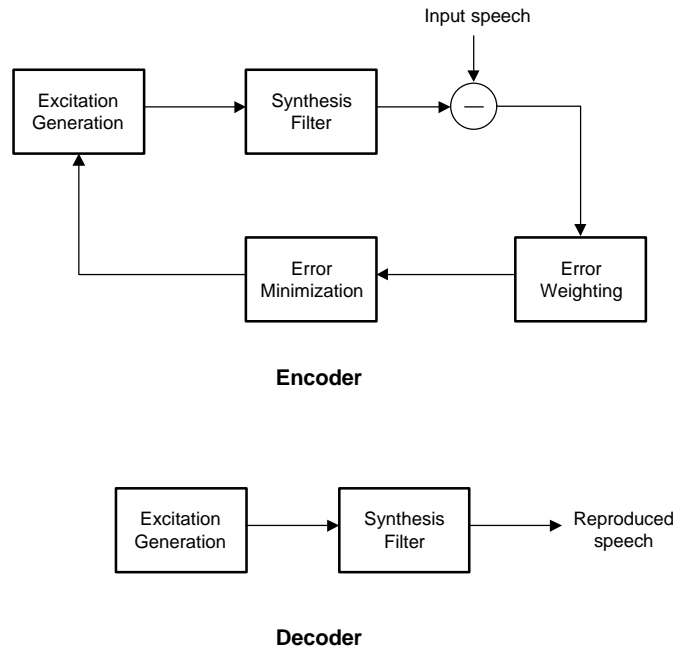 Input speech
Excitation
Generation
Synthesis
Filter
Error
Minimization
Error
Weighting
Encoder
Excitation
Generation
Synthesis
Filter
Reproduced
speech
Decoder